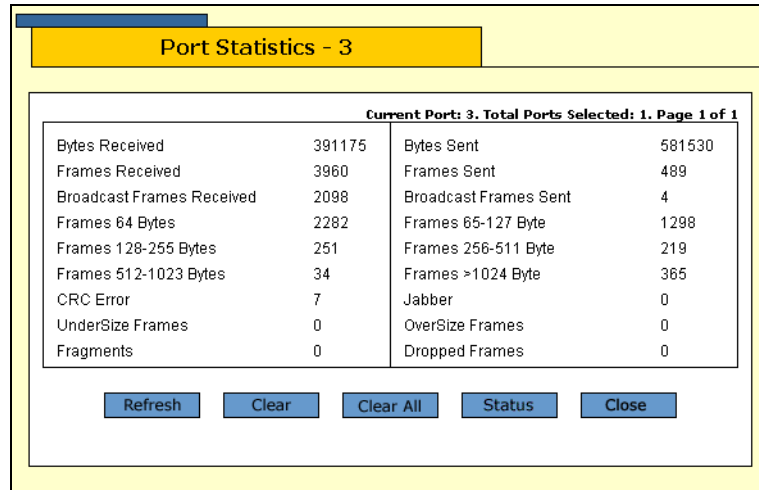 Port Statistics - 3
Current Port: 3. Total Ports Selected: 1. Page 1 of 1
Bytes Received 391175 Bytes Sent 581530
Frames Received 3960 Frames Sent 489
Broadcast Frames Received 2098 Broadcast Frames Sent 4
Frames 64 Bytes 2282 Frames 65-127 Byte 1298
Frames 128-255 Bytes 251 Frames 256-511 Byte 219
Frames 512-1023 Bytes 34 Frames >1024 Byte 365
CRC Error 7 Jabber 0
UnderSize Frames 0 OverSize Frames 0
Fragments 0 Dropped Frames 0
Refresh Clear Clear All Status Close